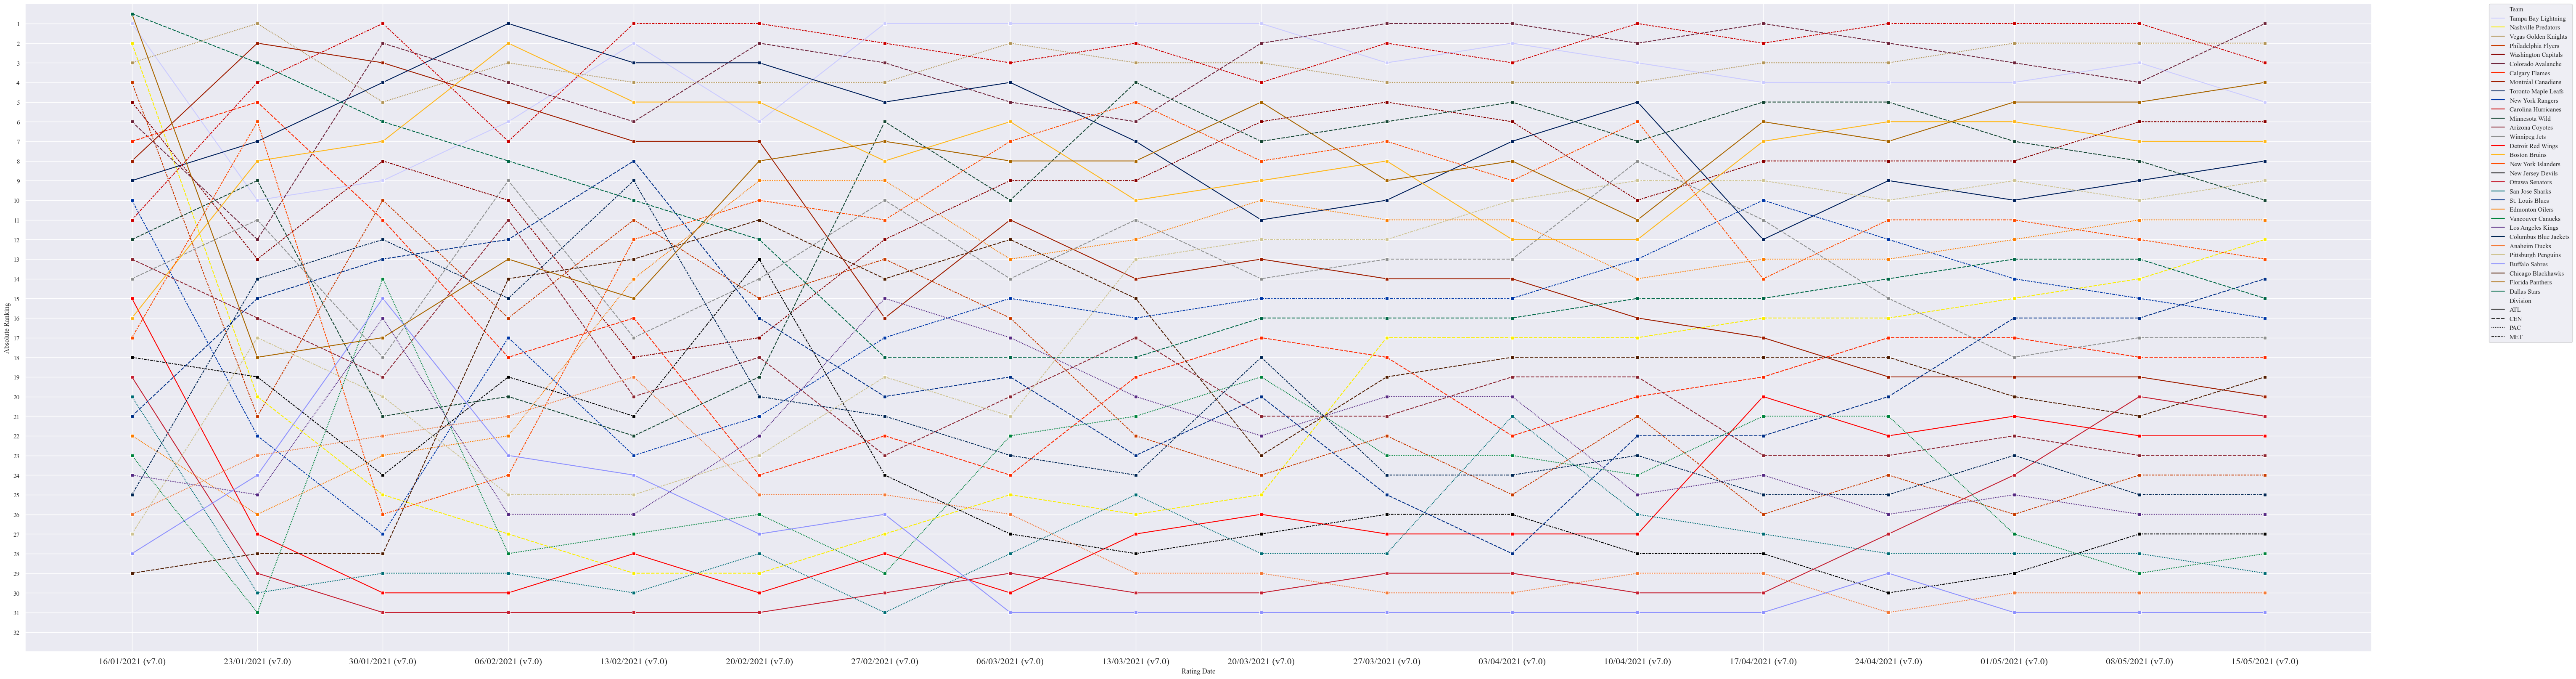 Absolute Ranking
1
2
3
4
5
6
7
8
9
10
11
12
13
14
15
16
17
18
19
20
21
22
23
24
25
26
27
28
29
30
31
32
16/01/2021 (v7.0) 23/01/2021 (v7.0) 30/01/2021 (v7.0) 06/02/2021 (v7.0) 13/02/2021 (v7.0) 20/02/2021 (v7.0) 27/02/2021 (v7.0) 06/03/2021 (v7.0) 13/03/2021 (v7.0) 20/03/2021 (v7.0) 27/03/2021 (v7.0) 03/04/2021 (v7.0) 10/04/2021 (v7.0) 17/04/2021 (v7.0) 24/04/2021 (v7.0) 01/05/2021 (v7.0) 08/05/2021 (v7.0) 15/05/2021 (v7.0)
Rating Date
Team
Tampa Bay Lightning
Nashville Predators
Vegas Golden Knights
Philadelphia Flyers
Washington Capitals
Colorado Avalanche
Calgary Flames
Montréal Canadiens
Toronto Maple Leafs
New York Rangers
Carolina Hurricanes
Minnesota Wild
Arizona Coyotes
Winnipeg Jets
Detroit Red Wings
Boston Bruins
New York Islanders
New Jersey Devils
Ottawa Senators
San Jose Sharks
St. Louis Blues
Edmonton Oilers
Vancouver Canucks
Los Angeles Kings
Columbus Blue Jackets
Anaheim Ducks
Pittsburgh Penguins
Buffalo Sabres
Chicago Blackhawks
Florida Panthers
Dallas Stars
Division
ATL
CEN
PAC
MET